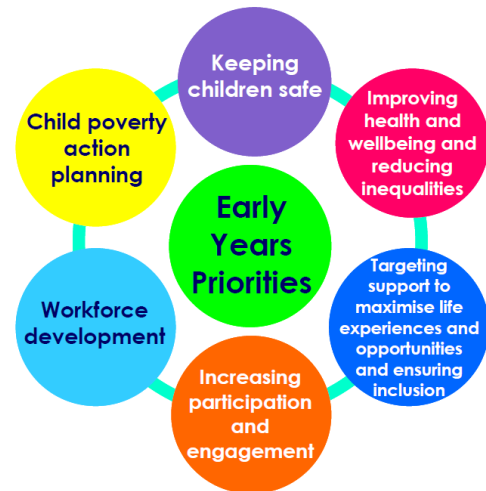 Keeping
children safe
Improving
health and
wellbeing and
reducing
inequalities
Targeting
support to
maximise life
experiences and
opportunities
and ensuring
inclusion
Increasing
participation
and
engagement
Workforce
development
Child poverty
action
planning
Early
Years
Priorities